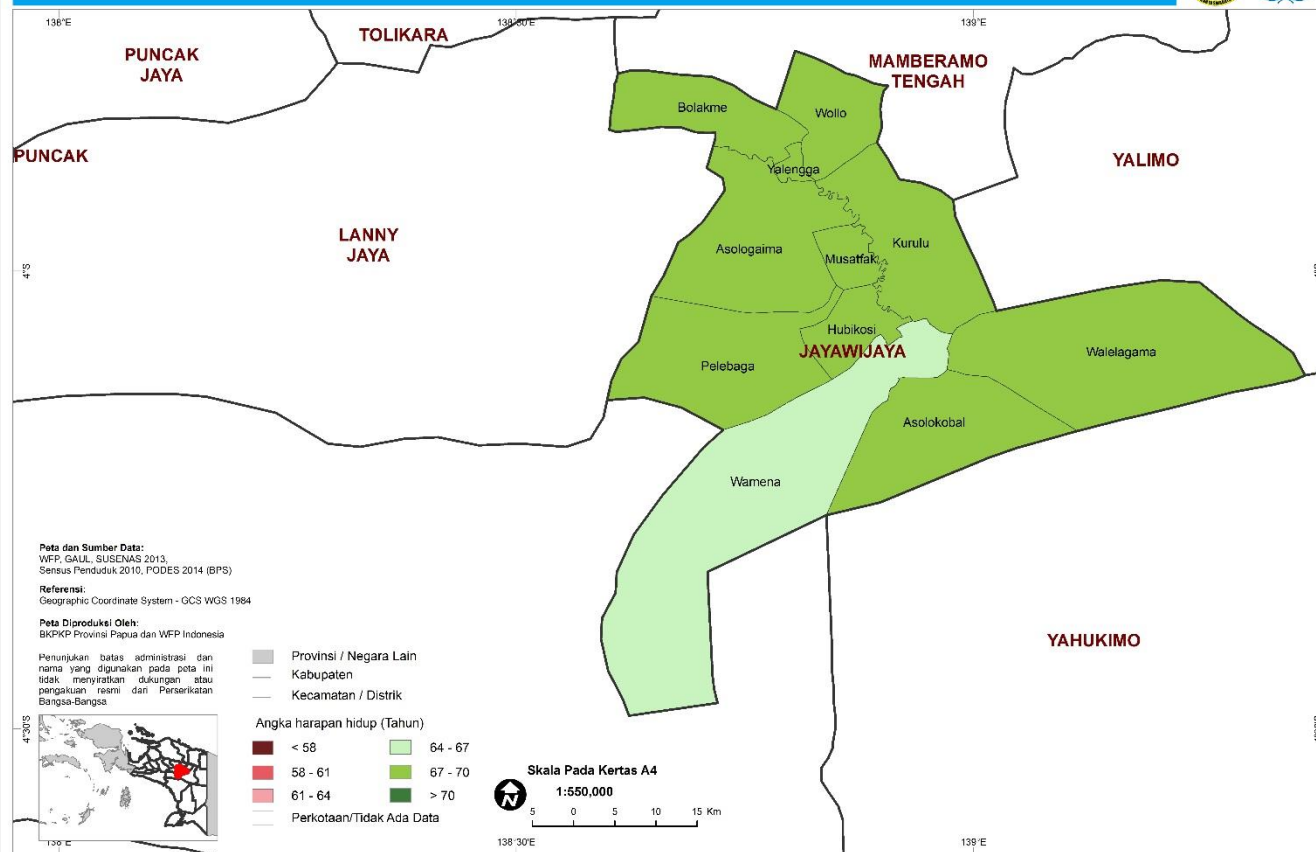 138°E
138°30'E
139°E
PUNCAK
JAYA
TOLIKARA
MAMBERAMO
TENGAH
PUNCAK
YALIMO
LANNY
JAYA
Bolakme
Wollo
Yalengga
Asologaima
Musatfak
Kurulu
4°S
Hubikosi
JAYAWIJAYA
Pelebaga
Walelagama
Asolokobal
Wamena
YAHUKIMO
Peta dan Sumber Data:
WFP, GAUL, SUSENAS 2013,
Sensus Penduduk 2010, PODES 2014 (BPS)
Referensi:
Geographic Coordinate System - GCS WGS 1984
Peta Diproduksi Oleh:
BKPKP Provinsi Papua dan WFP Indonesia
Penunjukan batas administrasi dan
nama yang digunakan pada peta ini
tidak menyiratkan dukungan atau
pengakuan resmi dari Perserikatan
Bangsa-Bangsa
4°30'S
Provinsi / Negara Lain
Kabupaten
Kecamatan / Distrik
Angka harapan hidup (Tahun)
< 58
58 - 61
61 - 64
64 - 67
67 - 70
> 70
Perkotaan/Tidak Ada Data
N
Skala Pada Kertas A4
1:550,000
5 0 5 10 15 Km
138°E
138°30'E
139°E